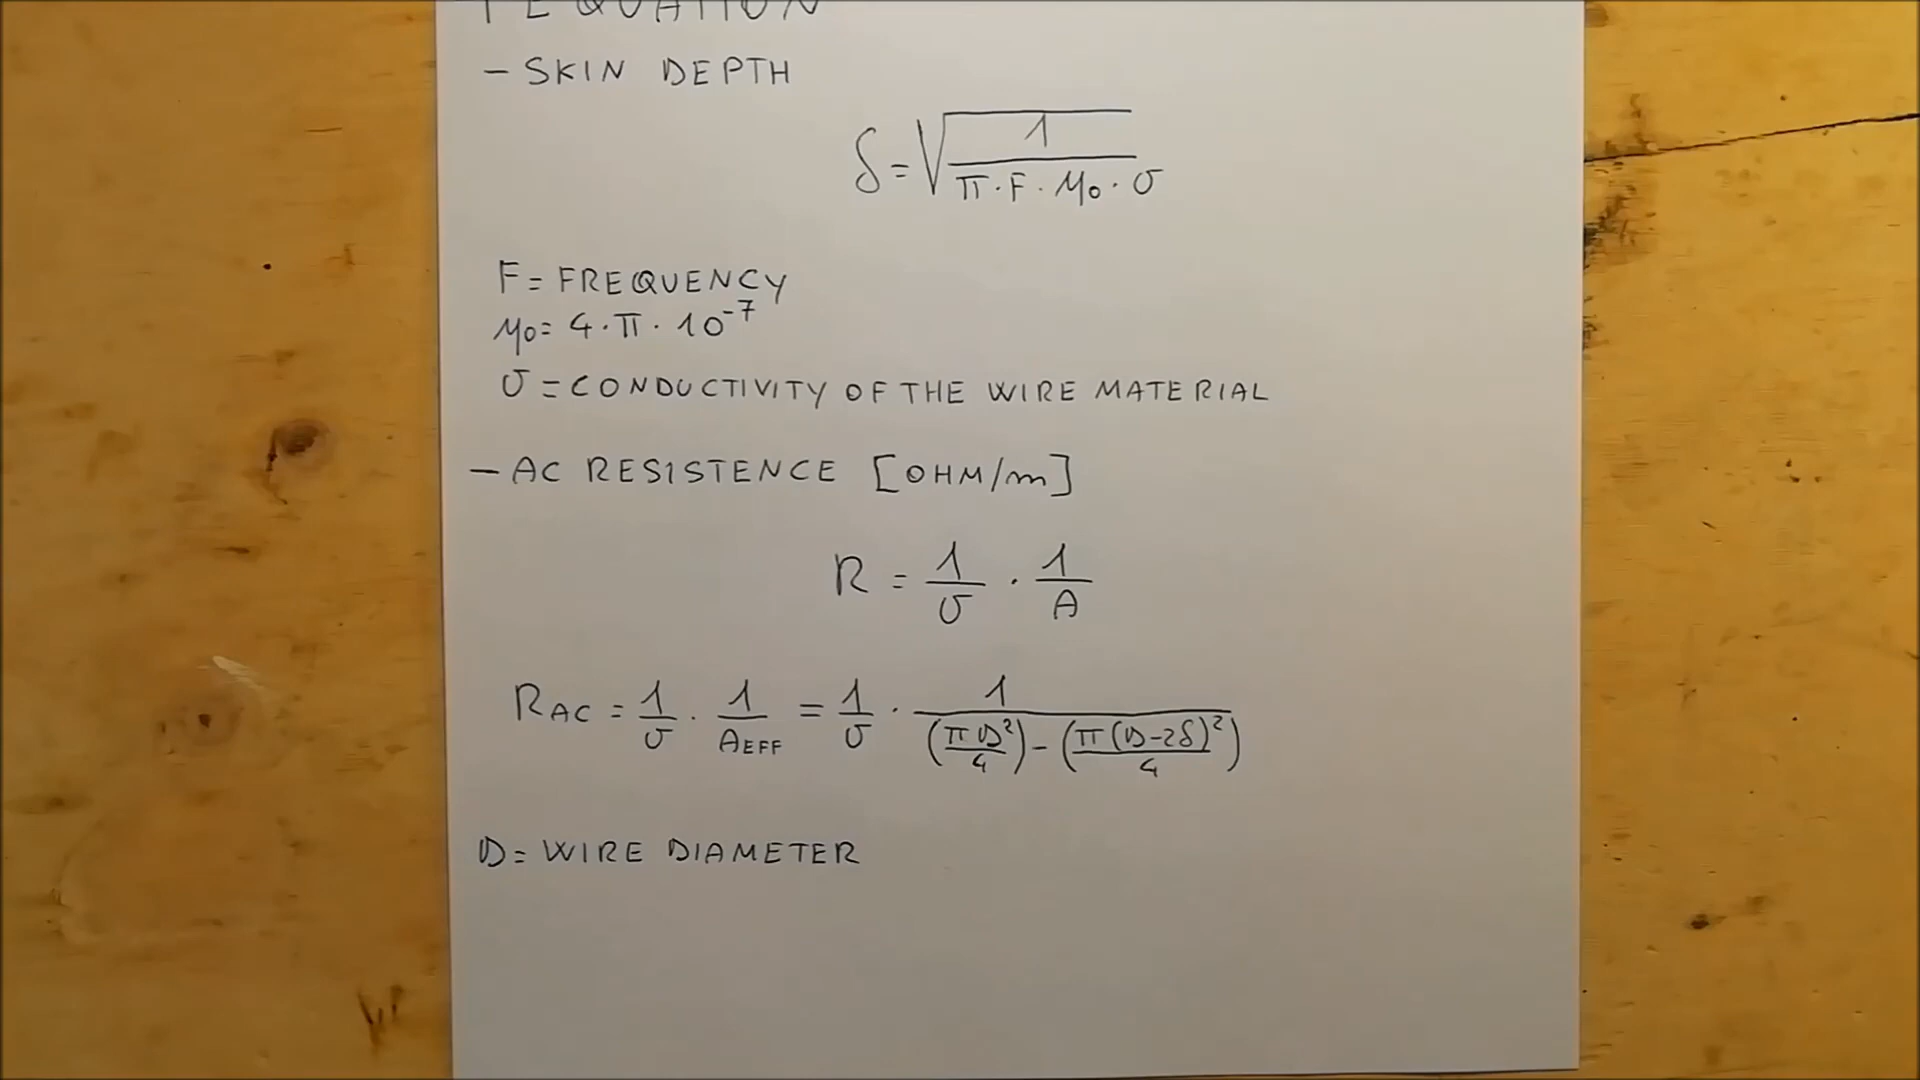 EQUATION
- SKIN DEPTH
δ = √(1 / (π · F · μ0 · σ))
F = FREQUENCY
μ0 = 4 · π · 10^-7
σ = CONDUCTIVITY OF THE WIRE MATERIAL
- AC RESISTENCE [OHM/m]
R = 1/σ · 1/A
RAC = 1/σ · 1/AEFF = 1/σ · 1 / ((πD²/4) - (π(D-2δ)²/4))
D = WIRE DIAMETER